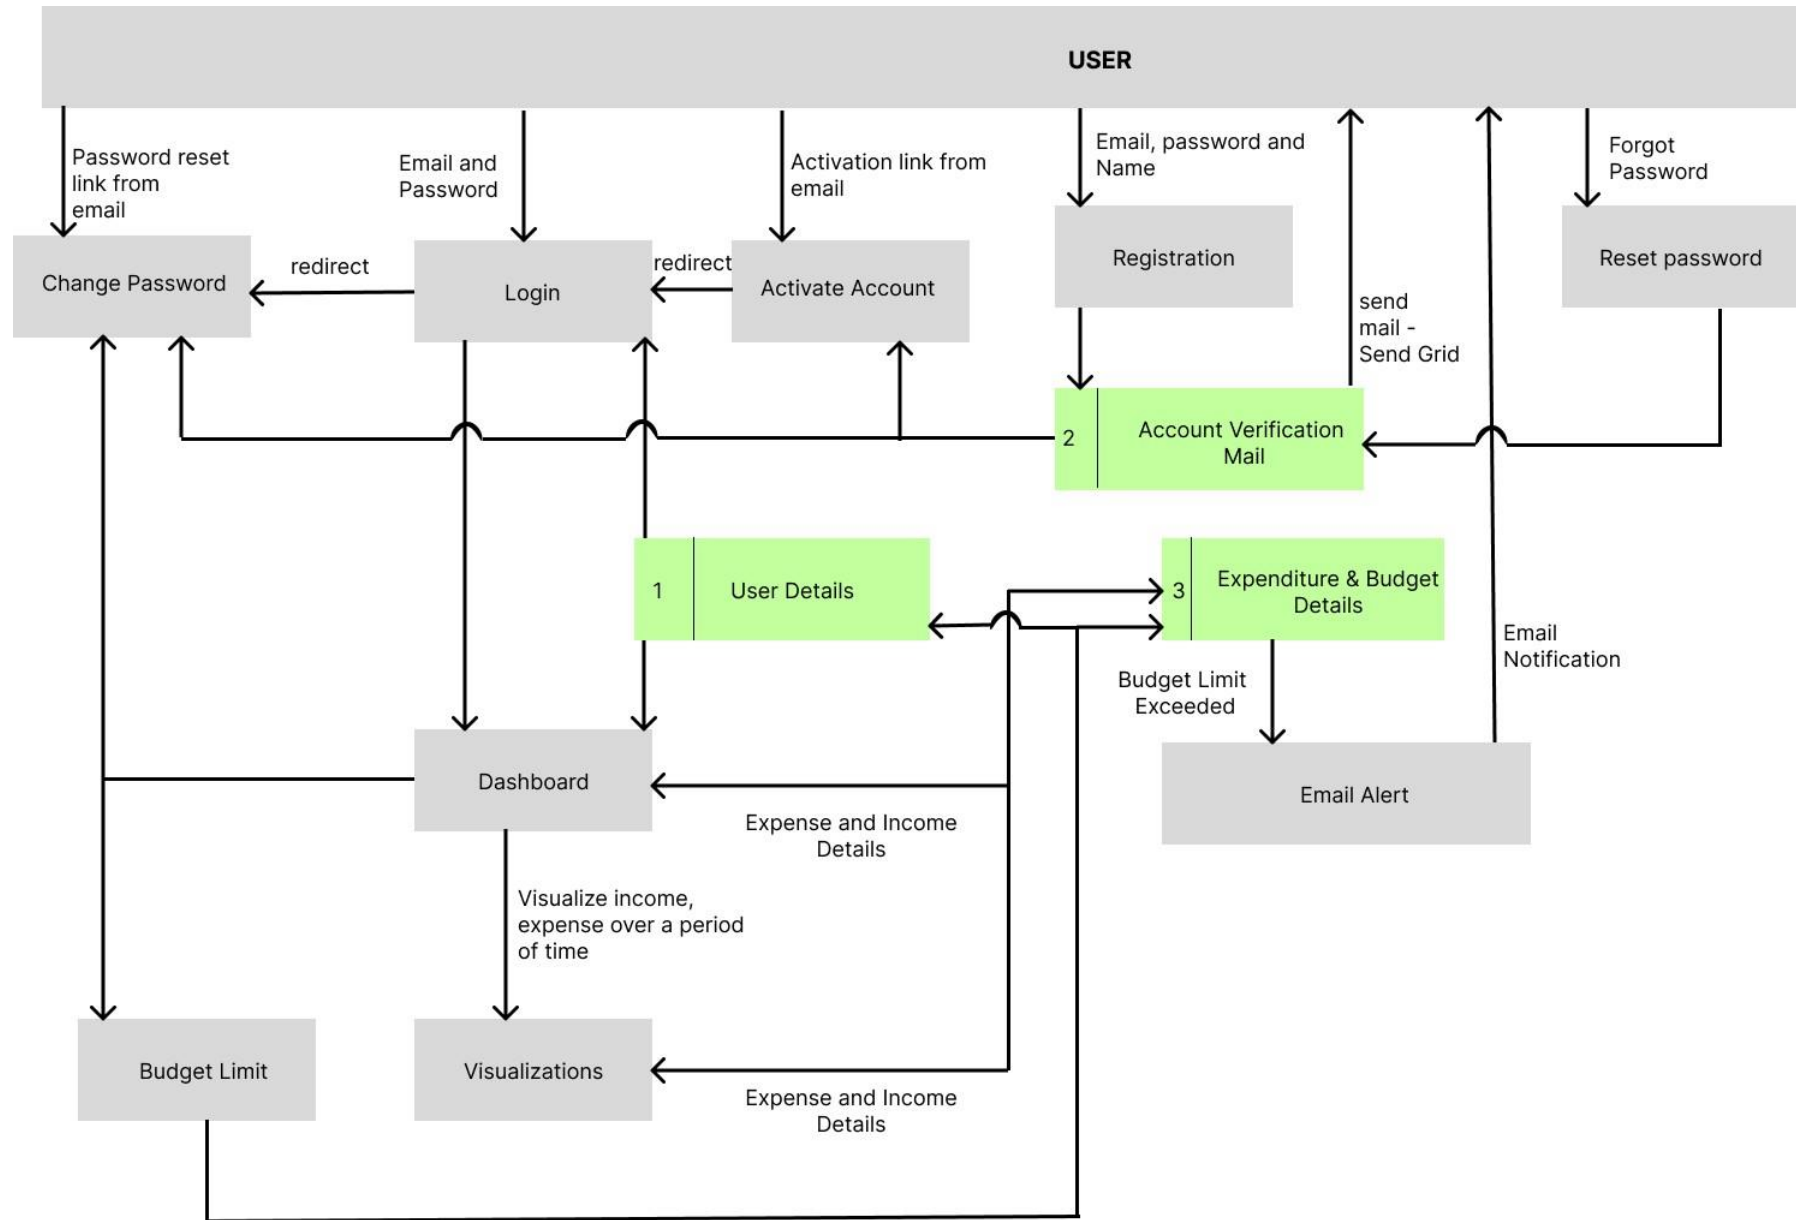 USER
Password reset
link from
email
Email and
Password
Activation link from
email
Email, password and
Name
Forgot
Password
Change Password
redirect
Login
redirect
Activate Account
Registration
Reset password
send
mail -
Send Grid
2
Account Verification
Mail
1
User Details
3
Expenditure & Budget
Details
Budget Limit
Exceeded
Email
Notification
Dashboard
Expense and Income
Details
Email Alert
Visualize income,
expense over a period
of time
Budget Limit
Visualizations
Expense and Income
Details